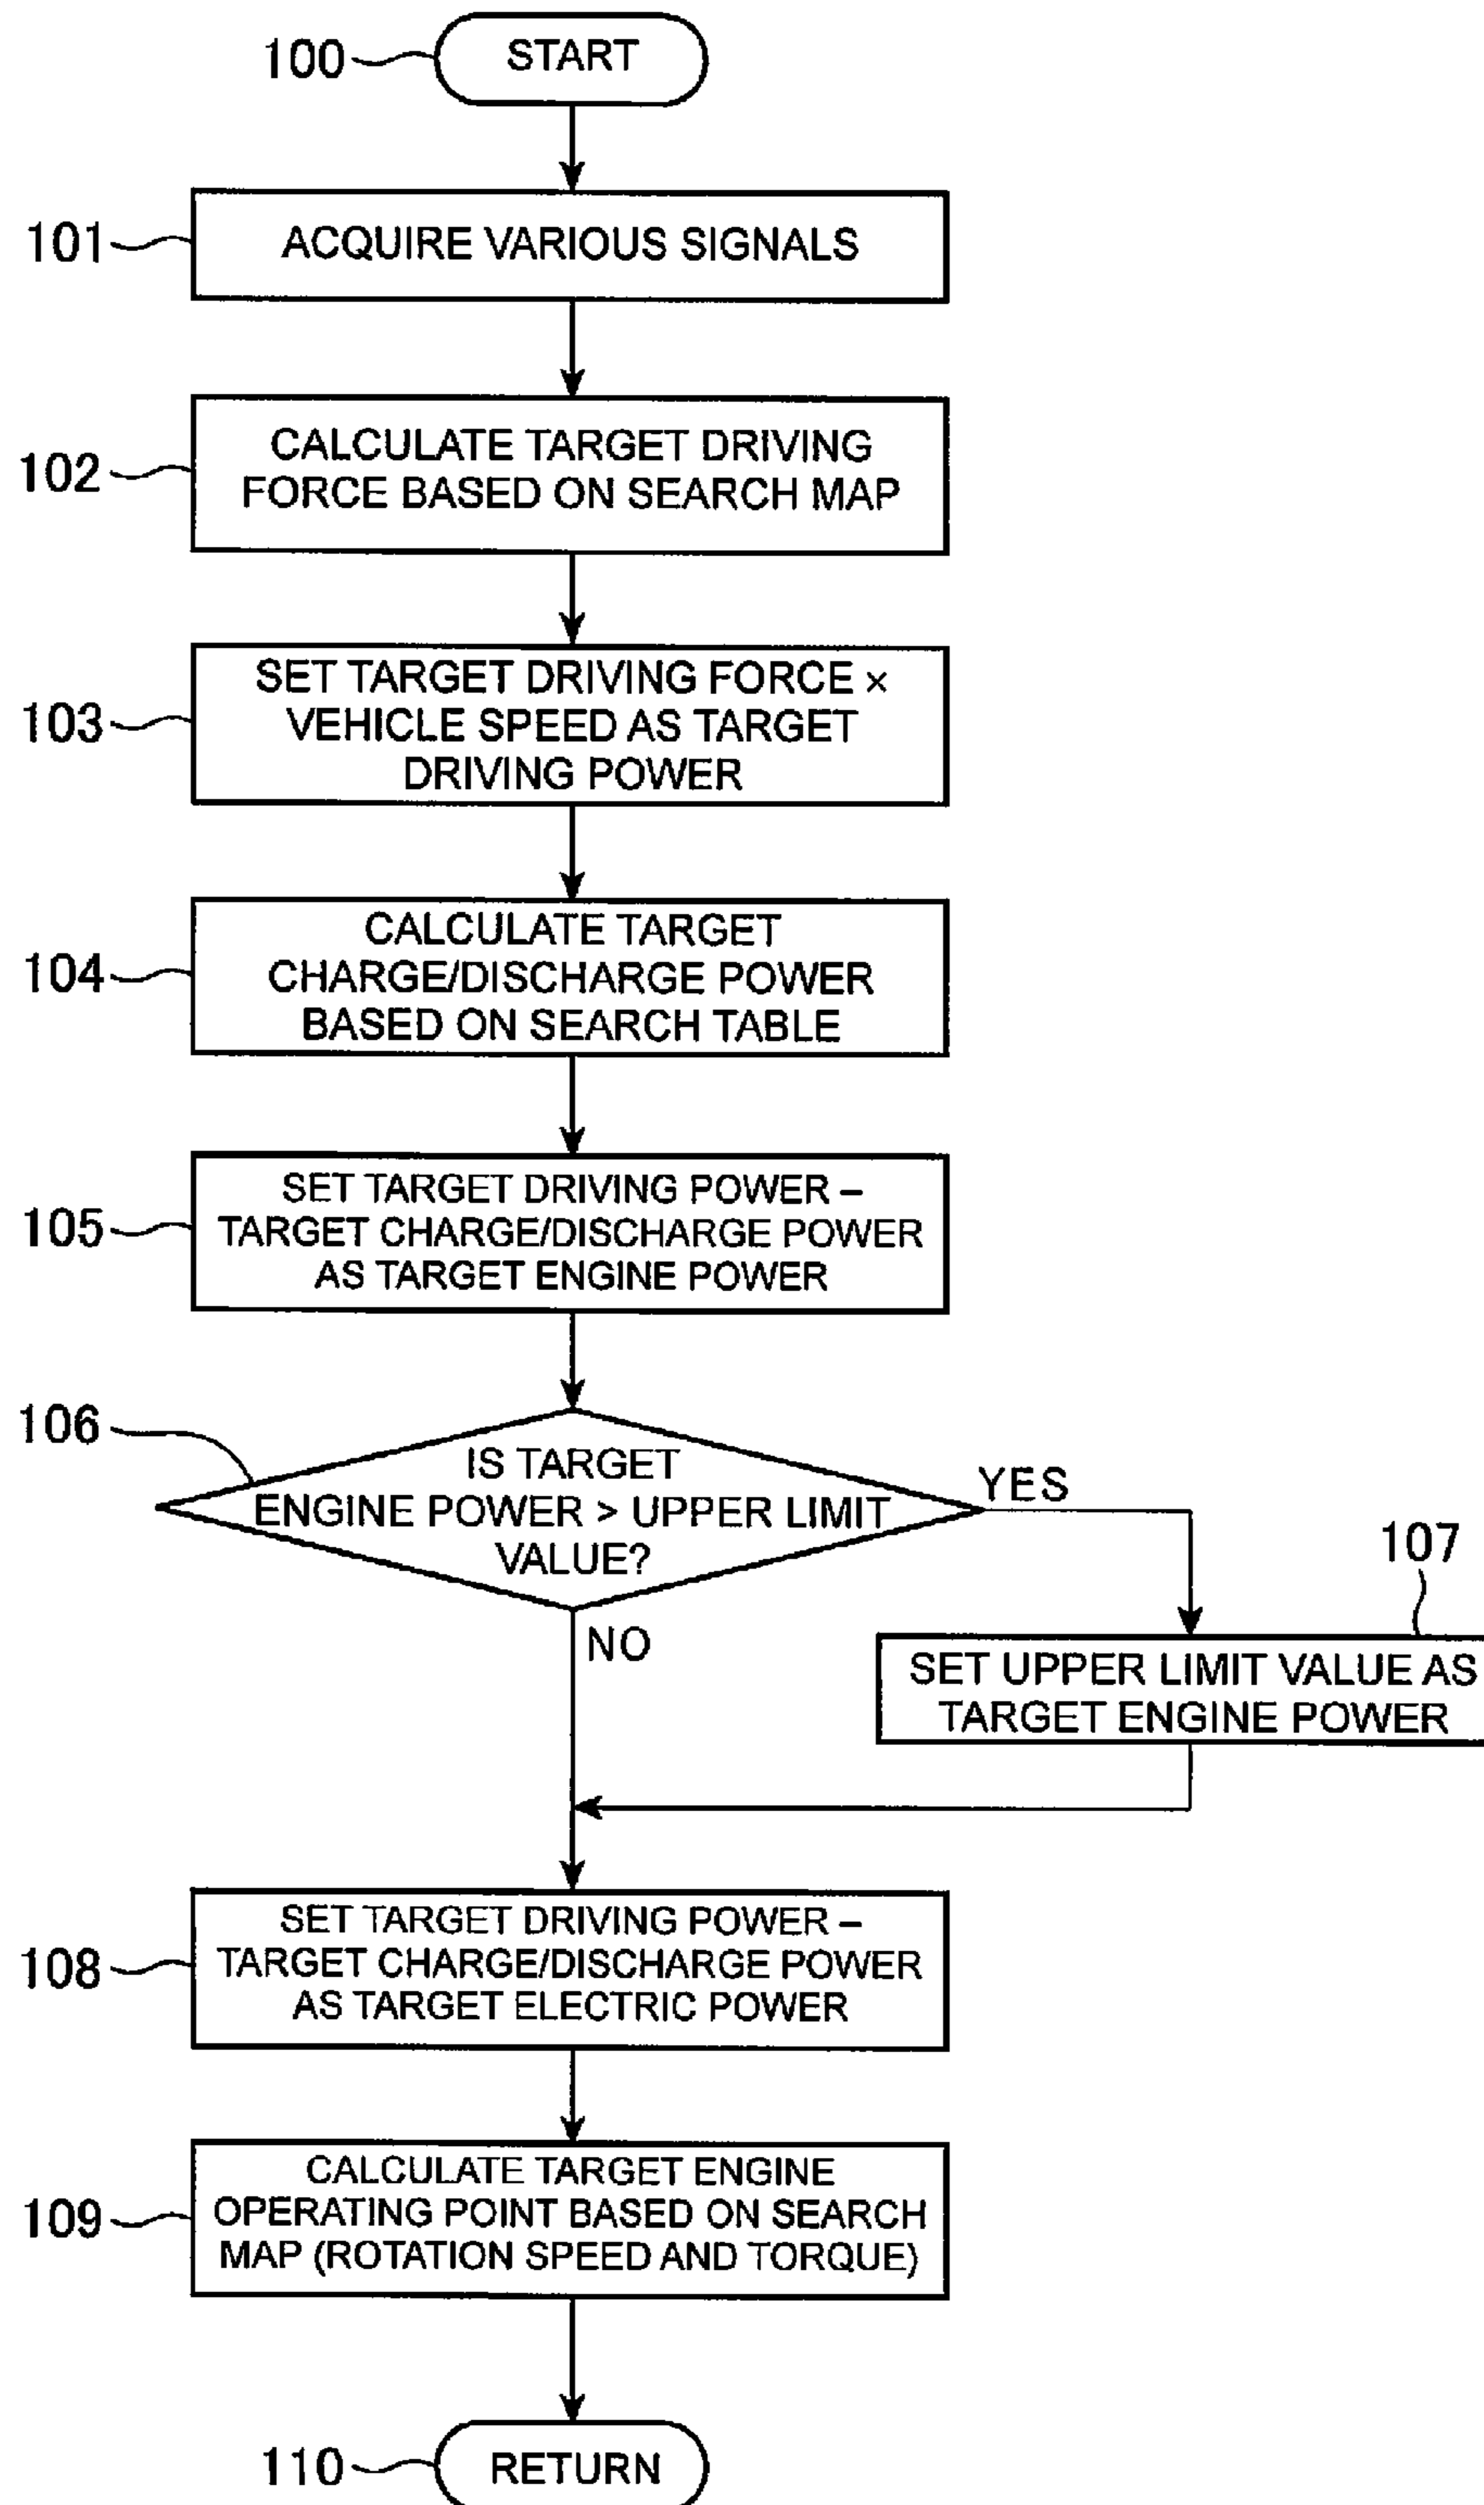 100
START
101
ACQUIRE VARIOUS SIGNALS
102
CALCULATE TARGET DRIVING
FORCE BASED ON SEARCH MAP
103
SET TARGET DRIVING FORCE ×
VEHICLE SPEED AS TARGET
DRIVING POWER
104
CALCULATE TARGET
CHARGE/DISCHARGE POWER
BASED ON SEARCH TABLE
105
SET TARGET DRIVING POWER –
TARGET CHARGE/DISCHARGE POWER
AS TARGET ENGINE POWER
106
IS TARGET
ENGINE POWER > UPPER LIMIT
VALUE?
YES
NO
107
SET UPPER LIMIT VALUE AS
TARGET ENGINE POWER
108
SET TARGET DRIVING POWER –
TARGET CHARGE/DISCHARGE POWER
AS TARGET ELECTRIC POWER
109
CALCULATE TARGET ENGINE
OPERATING POINT BASED ON SEARCH
MAP (ROTATION SPEED AND TORQUE)
110
RETURN